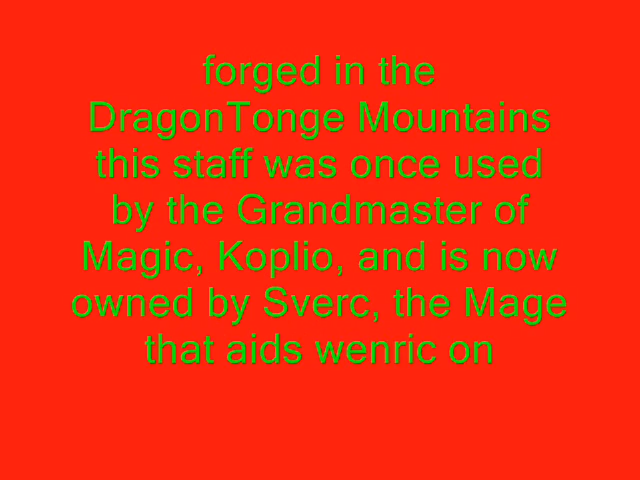 forged in the
DragonTonge Mountains
this staff was once used
by the Grandmaster of
Magic, Koplio, and is now
owned by Sverc, the Mage
that aids wenric on